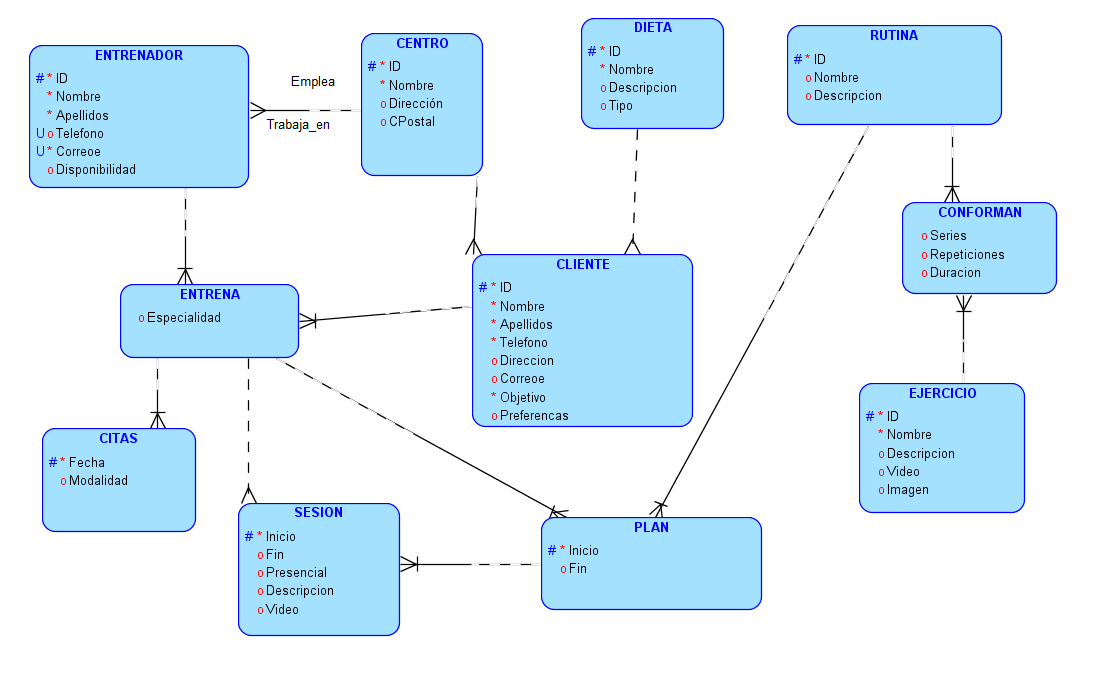 ENTRENADOR
# * ID
* Nombre
* Apellidos
U o Telefono
U * Correoe
o Disponibilidad
Emplea
Trabaja_en
CENTRO
# * ID
* Nombre
o Dirección
o CPostal
DIETA
# * ID
* Nombre
o Descripcion
o Tipo
RUTINA
# * ID
o Nombre
o Descripcion
CONFORMAN
o Series
o Repeticiones
o Duracion
CLIENTE
# * ID
* Nombre
* Apellidos
* Telefono
o Direccion
o Correoe
* Objetivo
o Preferencas
ENTRENA
o Especialidad
EJERCICIO
# * ID
* Nombre
o Descripcion
o Video
o Imagen
CITAS
# * Fecha
o Modalidad
SESION
# * Inicio
o Fin
o Presencial
o Descripcion
o Video
PLAN
# * Inicio
o Fin